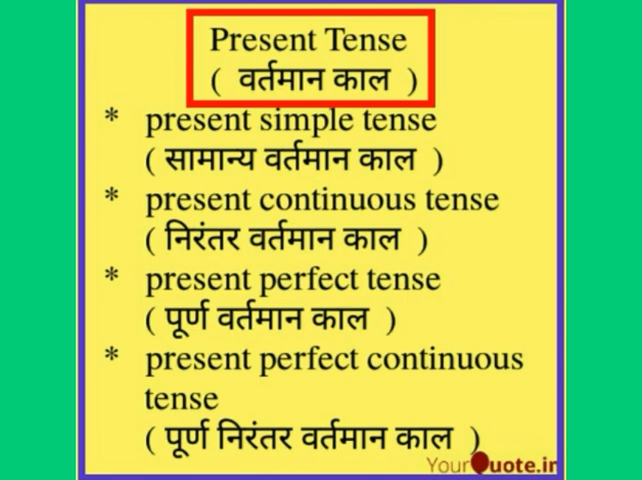 Present Tense
( वर्तमान काल )
* present simple tense
( सामान्य वर्तमान काल )
* present continuous tense
( निरंतर वर्तमान काल )
* present perfect tense
( पूर्ण वर्तमान काल )
* present perfect continuous
tense
( पूर्ण निरंतर वर्तमान काल )
YourQuote.in